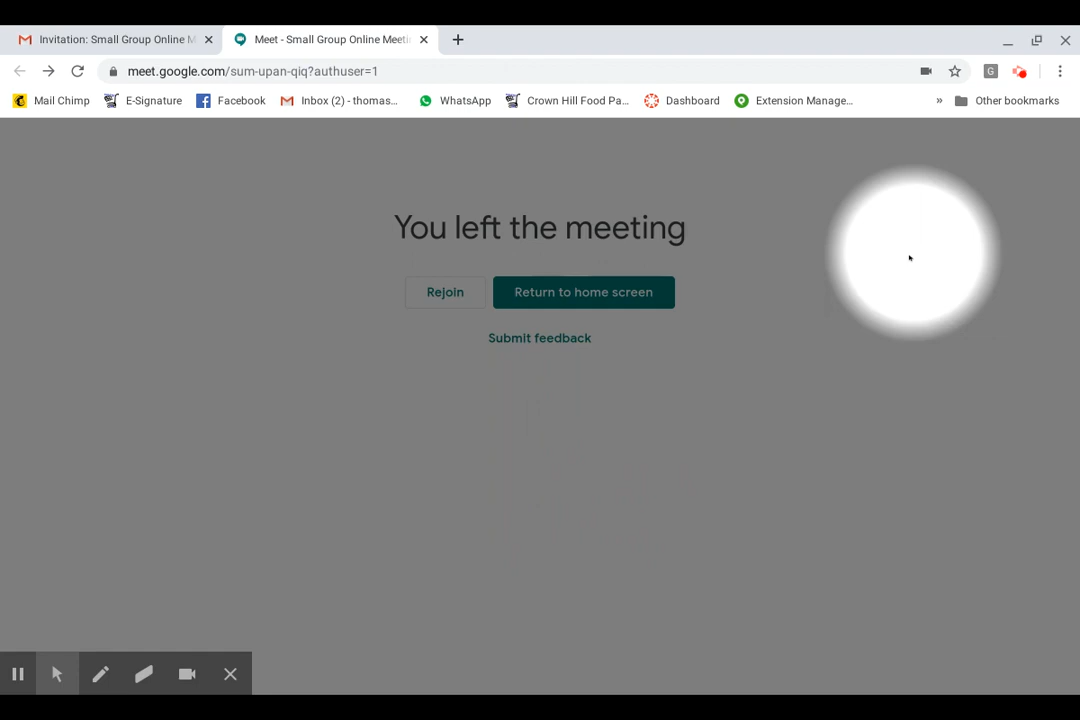 Invitation: Small Group Online M
Meet - Small Group Online Meeti
meet.google.com/sum-upan-qiq?authuser=1
G
Mail Chimp
E-Signature
Facebook
Inbox (2) - thomas...
WhatsApp
Crown Hill Food Pa...
Dashboard
Extension Manage...
»
Other bookmarks
You left the meeting
Rejoin
Return to home screen
Submit feedback